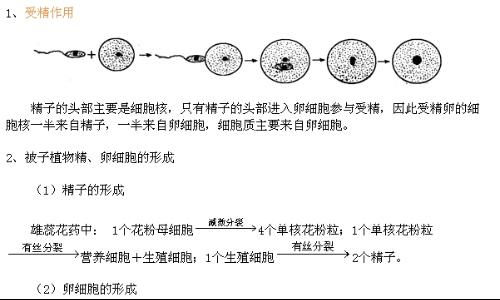 1、受精作用
精子的头部主要是细胞核，只有精子的头部进入卵细胞参与受精，因此受精卵的细
胞核一半来自精子，一半来自卵细胞，细胞质主要来自卵细胞。
2、被子植物精、卵细胞的形成
（1）精子的形成
雄蕊花药中： 1个花粉母细胞 减数分裂 4个单核花粉粒；1个单核花粉粒
有丝分裂 营养细胞＋生殖细胞；1个生殖细胞 有丝分裂 2个精子。
（2）卵细胞的形成